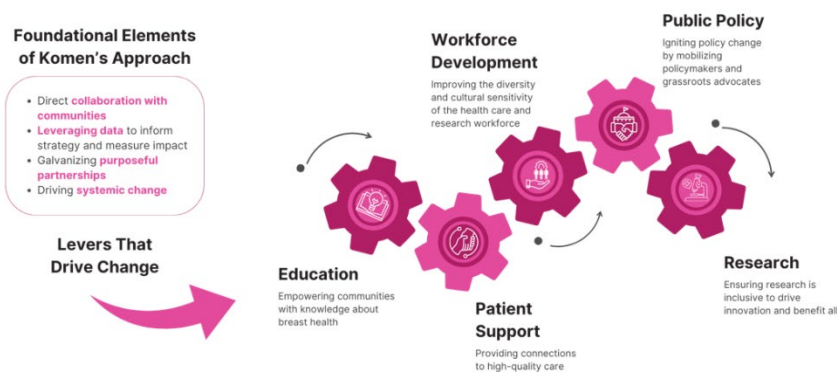 Foundational Elements
of Komen's Approach
• Direct collaboration with
communities
• Leveraging data to inform
strategy and measure impact
• Galvanizing purposeful
partnerships
• Driving systemic change
Levers That
Drive Change
Education
Empowering communities
with knowledge about
breast health
Patient
Support
Providing connections
to high-quality care
Workforce
Development
Improving the diversity
and cultural sensitivity
of the health care and
research workforce
Public Policy
Igniting policy change
by mobilizing
policymakers and
grassroots advocates
Research
Ensuring research is
inclusive to drive
innovation and benefit all